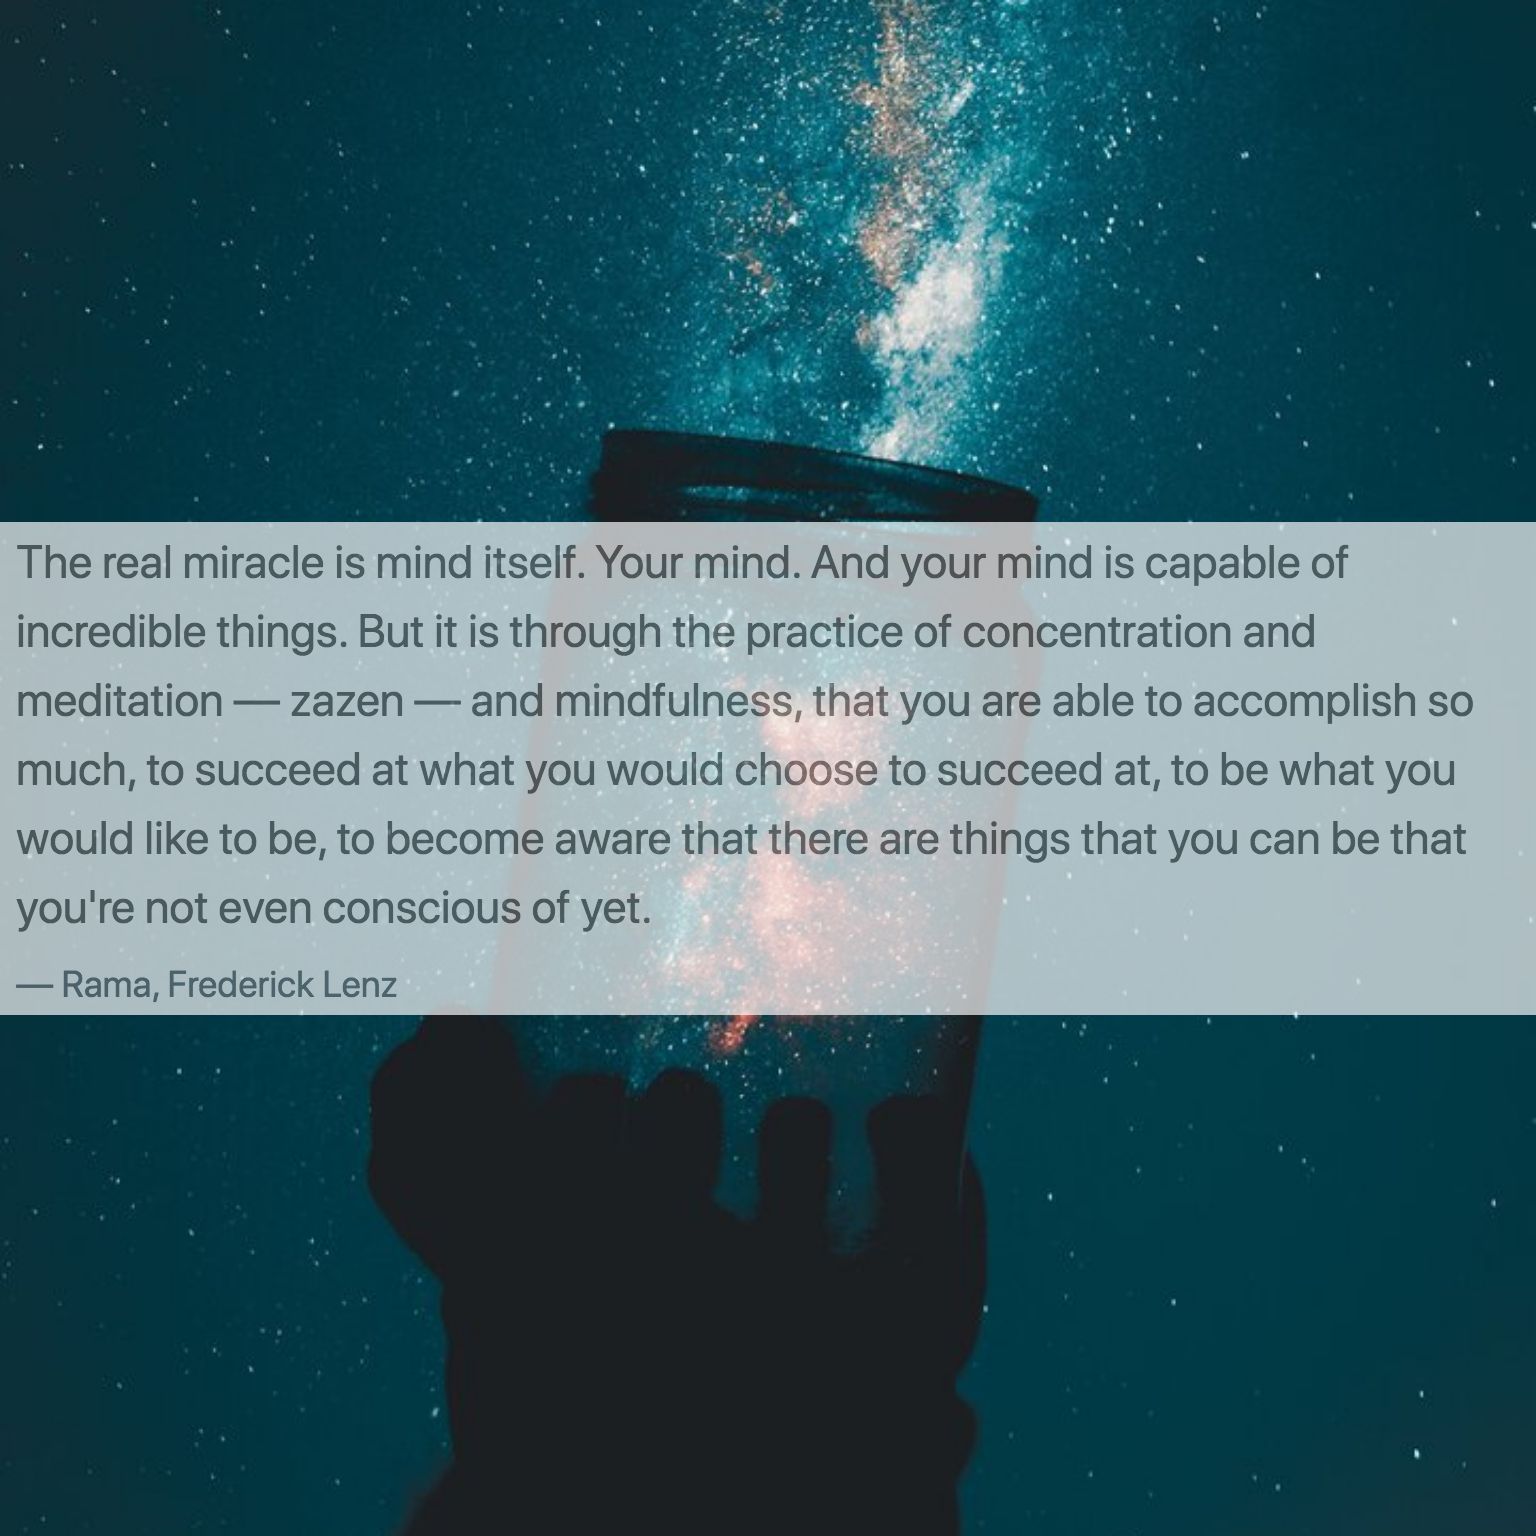 The real miracle is mind itself. Your mind. And your mind is capable of
incredible things. But it is through the practice of concentration and
meditation — zazen — and mindfulness, that you are able to accomplish so
much, to succeed at what you would choose to succeed at, to be what you
would like to be, to become aware that there are things that you can be that
you're not even conscious of yet.
— Rama, Frederick Lenz